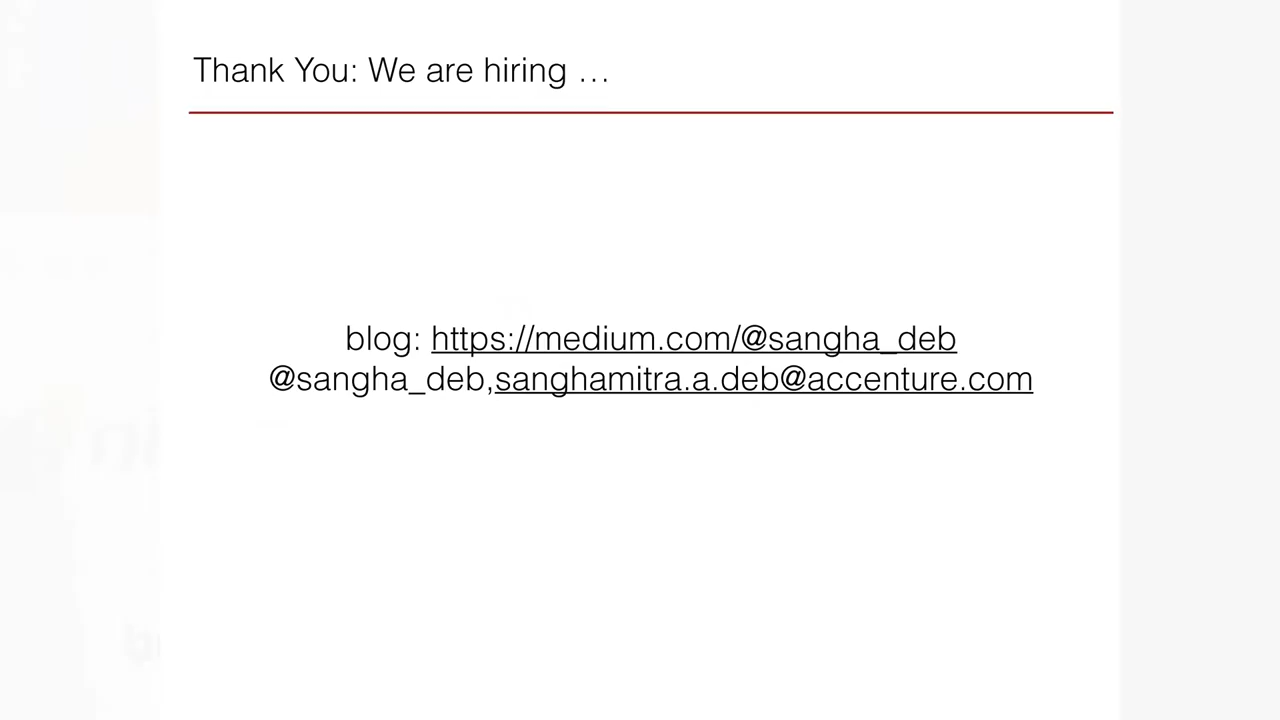 Thank You: We are hiring …
blog: https://medium.com/@sangha_deb
@sangha_deb,sanghamitra.a.deb@accenture.com